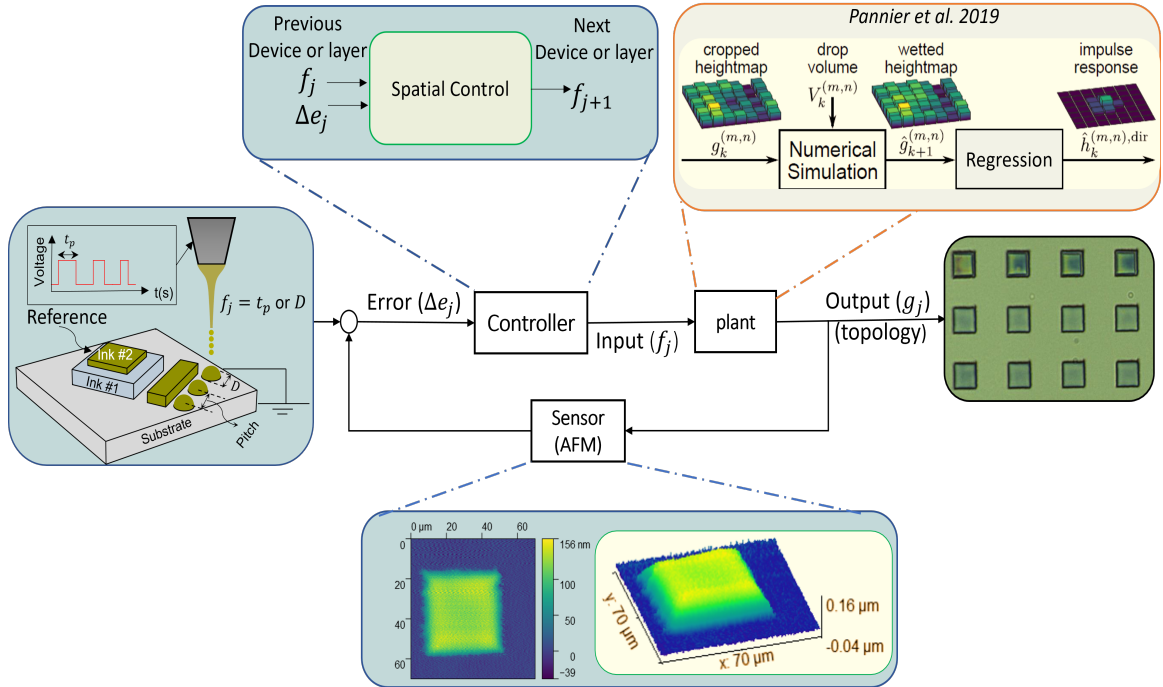 Previous
Device or layer
Next
Device or layer
f_j
Δe_j
Spatial Control
f_{j+1}
Pannier et al. 2019
cropped
heightmap
drop
volume
wetted
heightmap
impulse
response
V_k^{(m,n)}
g_k^{(m,n)}
Numerical
Simulation
ĝ_{k+1}^{(m,n)}
Regression
ĥ_k^{(m,n),dir}
Voltage
t_p
t(s)
f_j = t_p or D
Reference
Ink #2
Ink #1
D
Substrate
Pitch
Error (Δe_j)
Controller
Input (f_j)
plant
Output (g_j)
(topology)
Sensor
(AFM)
0 μm 20 40
0
20
40
60
156 nm
100
50
0
−39
y: 70 μm
x: 70 μm
0.16 μm
-0.04 μm